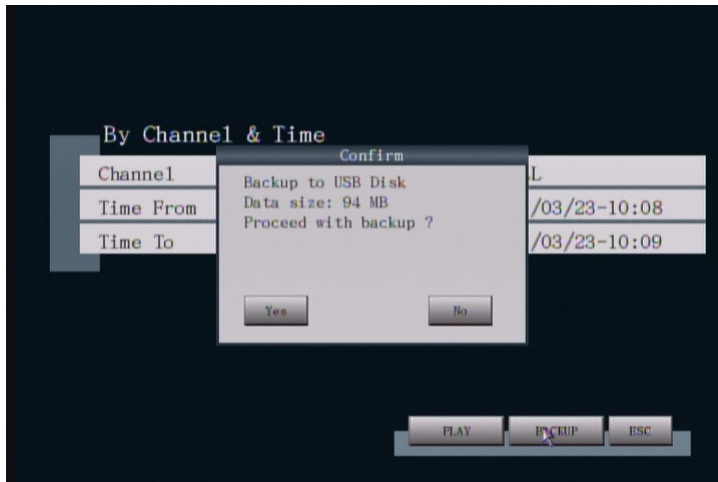 By Channel & Time
Confirm
Channel
Time From
/03/23-10:08
Time To
/03/23-10:09
Backup to USB Disk
Data size: 94 MB
Proceed with backup ?
Yes
No
PLAY
BACKUP
ESC